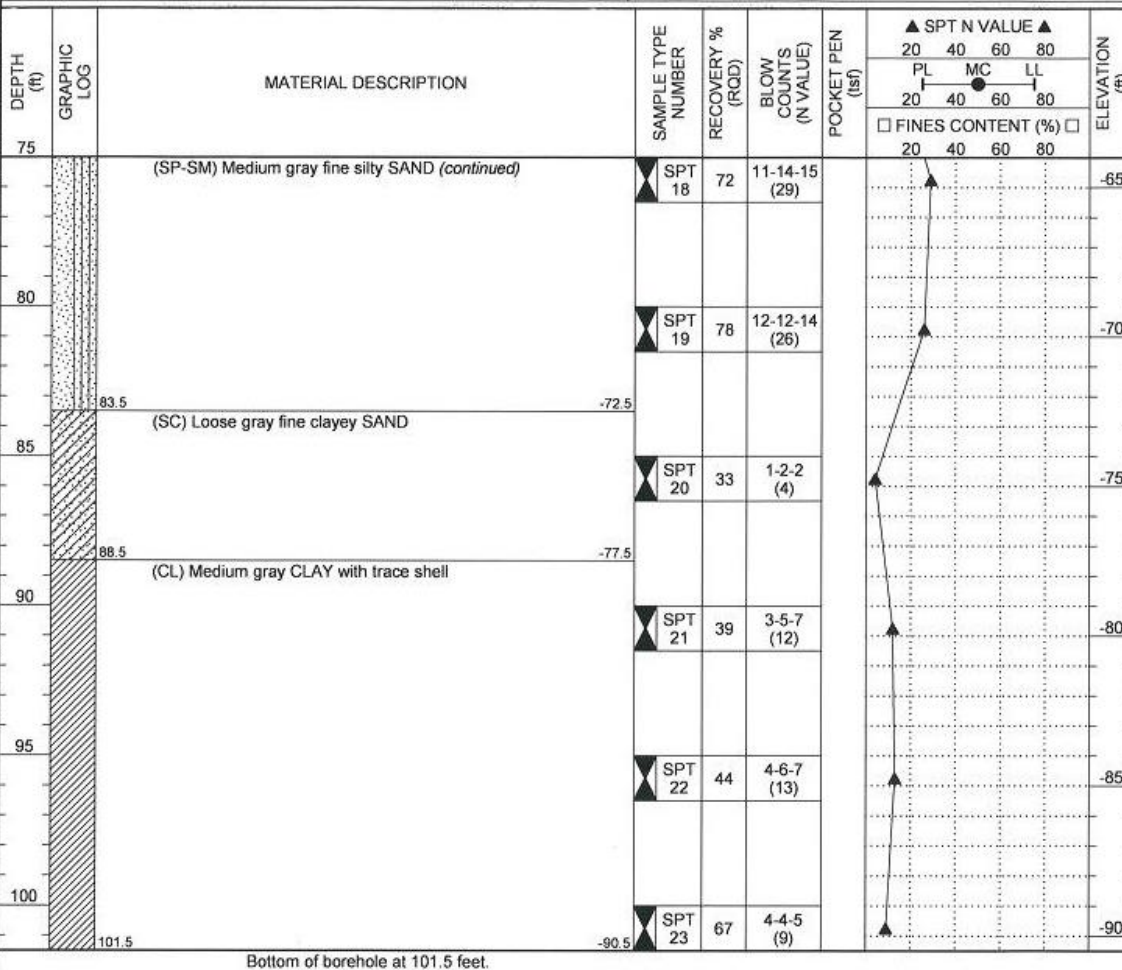 DEPTH (ft)
GRAPHIC LOG
MATERIAL DESCRIPTION
SAMPLE TYPE NUMBER
RECOVERY % (RQD)
BLOW COUNTS (N VALUE)
POCKET PEN (tsf)
▲ SPT N VALUE ▲
20 40 60 80
PL MC LL
20 40 60 80
□ FINES CONTENT (%) □
20 40 60 80
ELEVATION (ft)
75
(SP-SM) Medium gray fine silty SAND (continued)
SPT 18
72
11-14-15 (29)
-65
80
SPT 19
78
12-12-14 (26)
-70
83.5
-72.5
(SC) Loose gray fine clayey SAND
85
SPT 20
33
1-2-2 (4)
-75
88.5
-77.5
(CL) Medium gray CLAY with trace shell
90
SPT 21
39
3-5-7 (12)
-80
95
SPT 22
44
4-6-7 (13)
-85
100
SPT 23
67
4-4-5 (9)
-90
101.5
-90.5
Bottom of borehole at 101.5 feet.